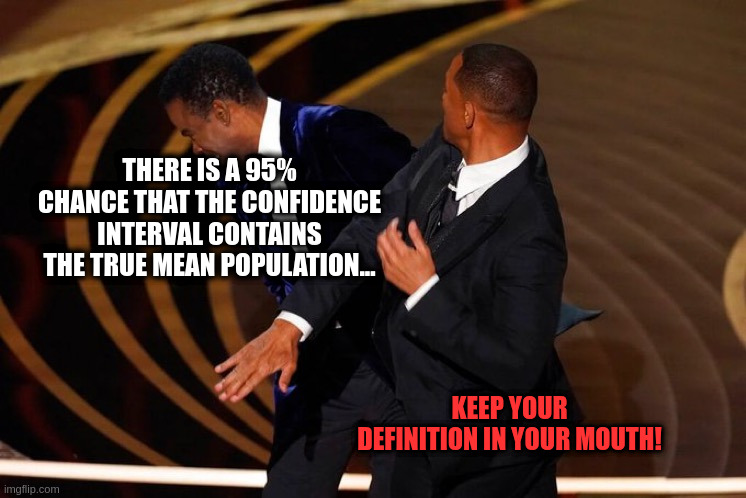 THERE IS A 95%
CHANCE THAT THE CONFIDENCE
INTERVAL CONTAINS
THE TRUE MEAN POPULATION...
KEEP YOUR
DEFINITION IN YOUR MOUTH!
imgflip.com